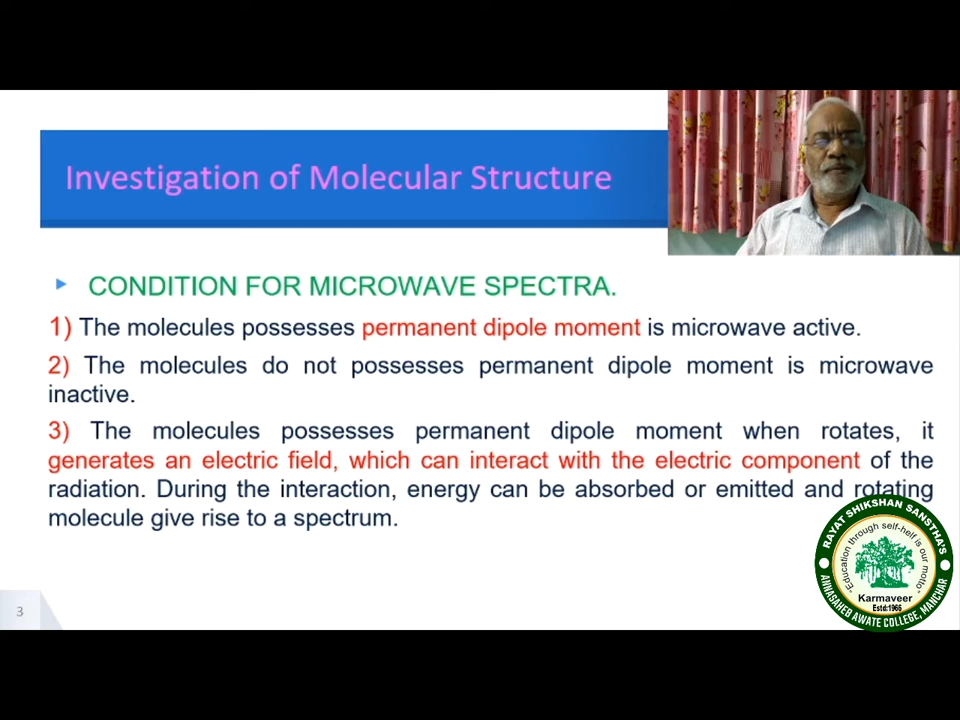 Investigation of Molecular Structure
CONDITION FOR MICROWAVE SPECTRA.
1) The molecules possesses permanent dipole moment is microwave active.
2) The molecules do not possesses permanent dipole moment is microwave
inactive.
3) The molecules possesses permanent dipole moment when rotates, it
generates an electric field, which can interact with the electric component of the
radiation. During the interaction, energy can be absorbed or emitted and rotating
molecule give rise to a spectrum.
3
RAYAT SHIKSHAN SANSTHA'S
"Education through self-help is our motto"
Karmaveer
Estd:1966
ANNASAHEB AWATE COLLEGE, MANCHAR